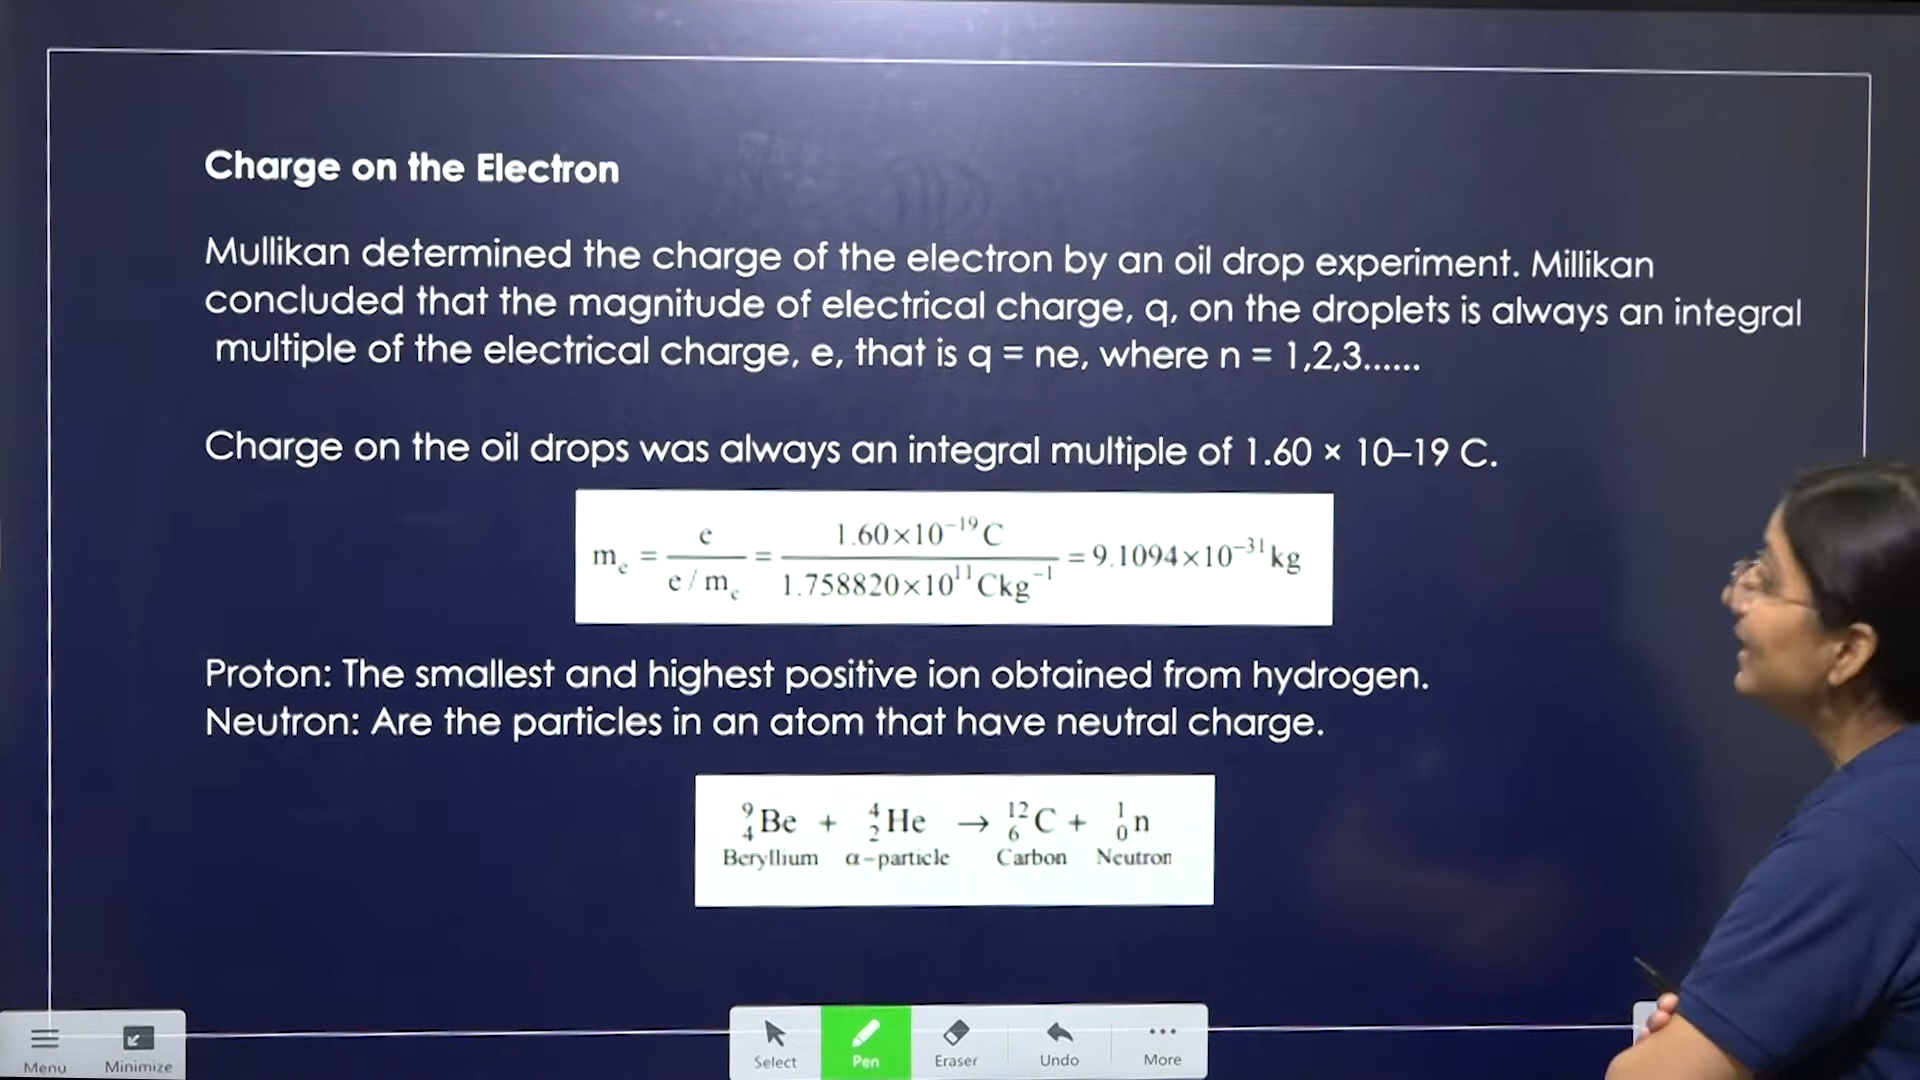 Charge on the Electron
Mullikan determined the charge of the electron by an oil drop experiment. Millikan
concluded that the magnitude of electrical charge, q, on the droplets is always an integral
multiple of the electrical charge, e, that is q = ne, where n = 1,2,3......
Charge on the oil drops was always an integral multiple of 1.60 × 10–19 C.
mₑ = e / (e / mₑ) = 1.60×10⁻¹⁹ C / 1.758820×10¹¹ Ckg⁻¹ = 9.1094×10⁻³¹ kg
Proton: The smallest and highest positive ion obtained from hydrogen.
Neutron: Are the particles in an atom that have neutral charge.
⁹₄Be + ⁴₂He → ¹²₆C + ¹₀n
Beryllium α-particle Carbon Neutron
Menu Minimize Select Pen Eraser Undo More